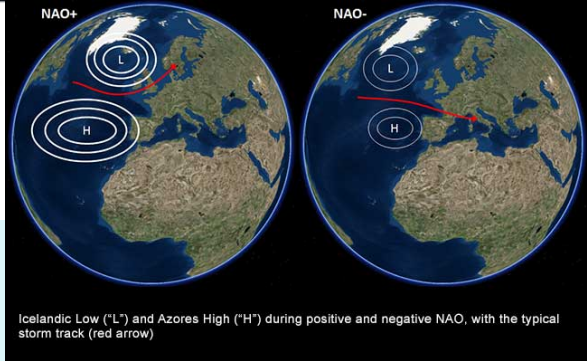 NAO+
NAO-
L
H
L
H
Icelandic Low ("L") and Azores High ("H") during positive and negative NAO, with the typical
storm track (red arrow)